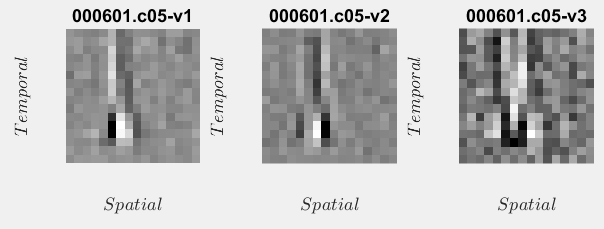 000601.c05-v1
000601.c05-v2
000601.c05-v3
Temporal
Temporal
Temporal
Spatial
Spatial
Spatial